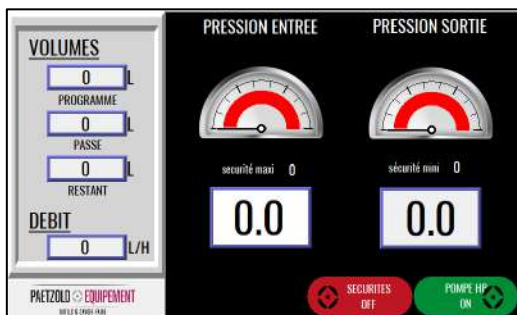 VOLUMES
0 L
PROGRAMME
0 L
PASSE
0 L
RESTANT
DEBIT
0 L/H
PAETZOLD EQUIPEMENT
PRESSION ENTREE
securité maxi 0
0.0
PRESSION SORTIE
sécurité mini 0
0.0
SECURITES
OFF
POMPE HP
ON